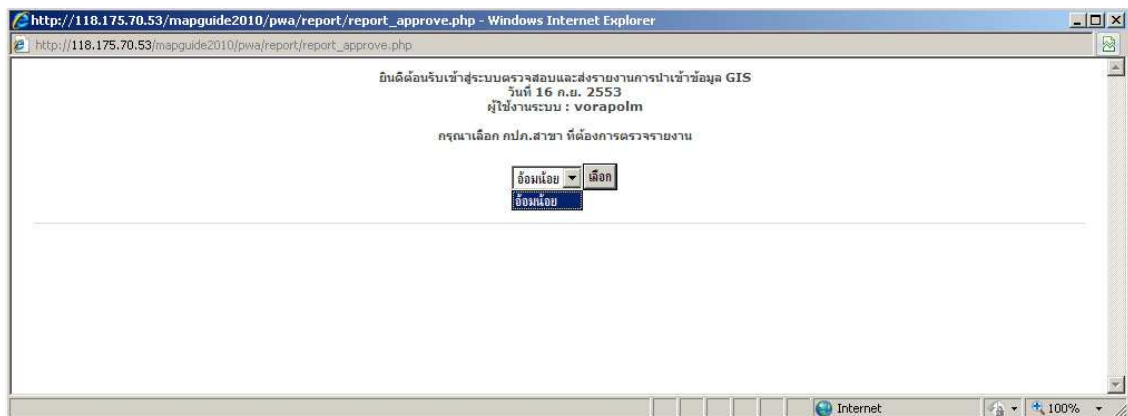 http://118.175.70.53/mapguide2010/pwa/report/report_approve.php - Windows Internet Explorer
http://118.175.70.53/mapguide2010/pwa/report/report_approve.php
ยินดีต้อนรับเข้าสู่ระบบตรวจสอบและส่งรายงานการนำเข้าข้อมูล GIS
วันที่ 16 ก.ย. 2553
ผู้ใช้งานระบบ : vorapolm
กรุณาเลือก กปภ.สาขา ที่ต้องการตรวจรายงาน
อ้อมน้อย เลือก
อ้อมน้อย
Internet 100%